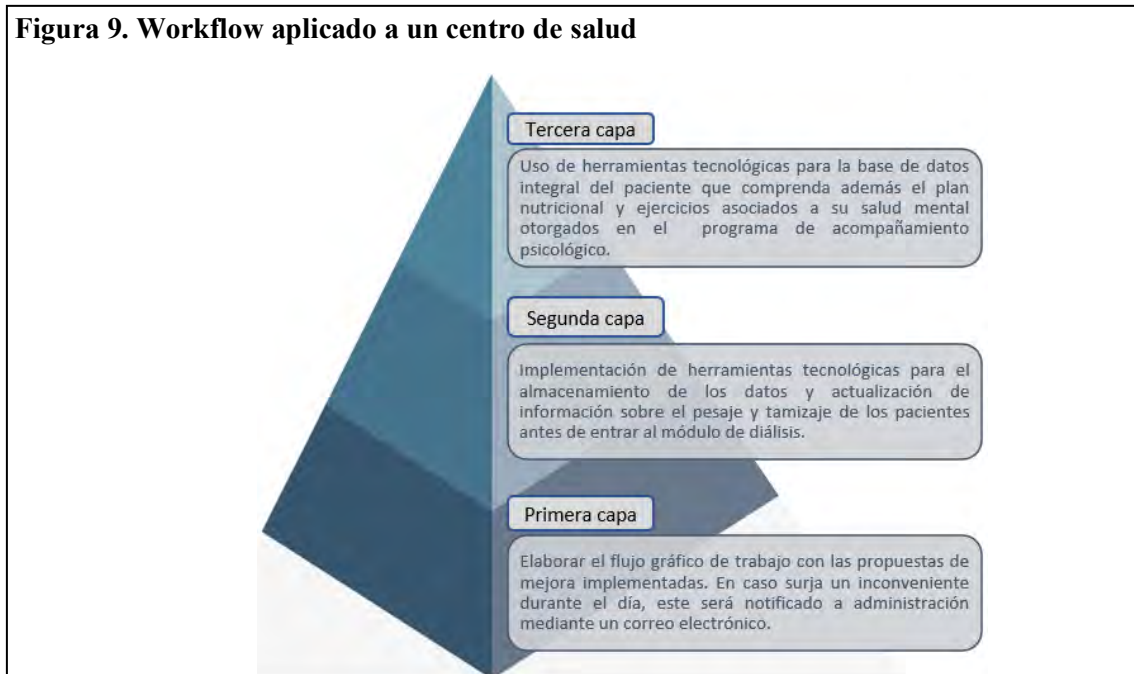 Figura 9. Workflow aplicado a un centro de salud
Tercera capa
Uso de herramientas tecnológicas para la base de datos
integral del paciente que comprenda además el plan
nutricional y ejercicios asociados a su salud mental
otorgados en el programa de acompañamiento
psicológico.
Segunda capa
Implementación de herramientas tecnológicas para el
almacenamiento de los datos y actualización de
información sobre el pesaje y tamizaje de los pacientes
antes de entrar al módulo de diálisis.
Primera capa
Elaborar el flujo gráfico de trabajo con las propuestas de
mejora implementadas. En caso surja un inconveniente
durante el día, este será notificado a administración
mediante un correo electrónico.